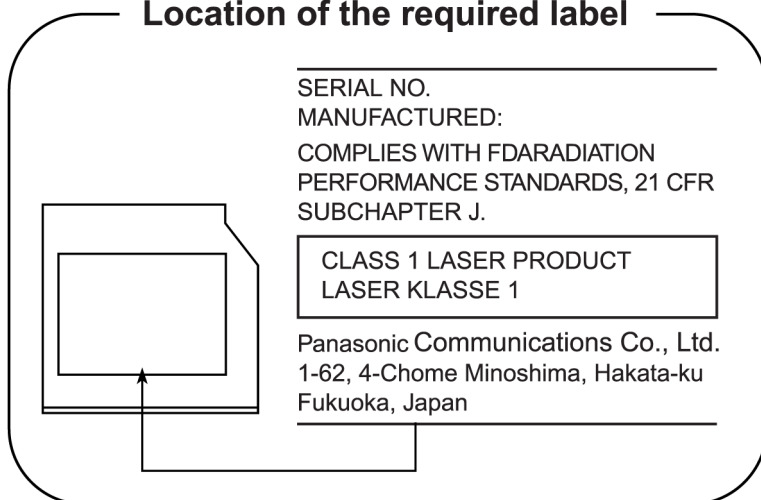 Location of the required label
SERIAL NO.
MANUFACTURED:
COMPLIES WITH FDARADIATION
PERFORMANCE STANDARDS, 21 CFR
SUBCHAPTER J.
CLASS 1 LASER PRODUCT
LASER KLASSE 1
Panasonic Communications Co., Ltd.
1-62, 4-Chome Minoshima, Hakata-ku
Fukuoka, Japan